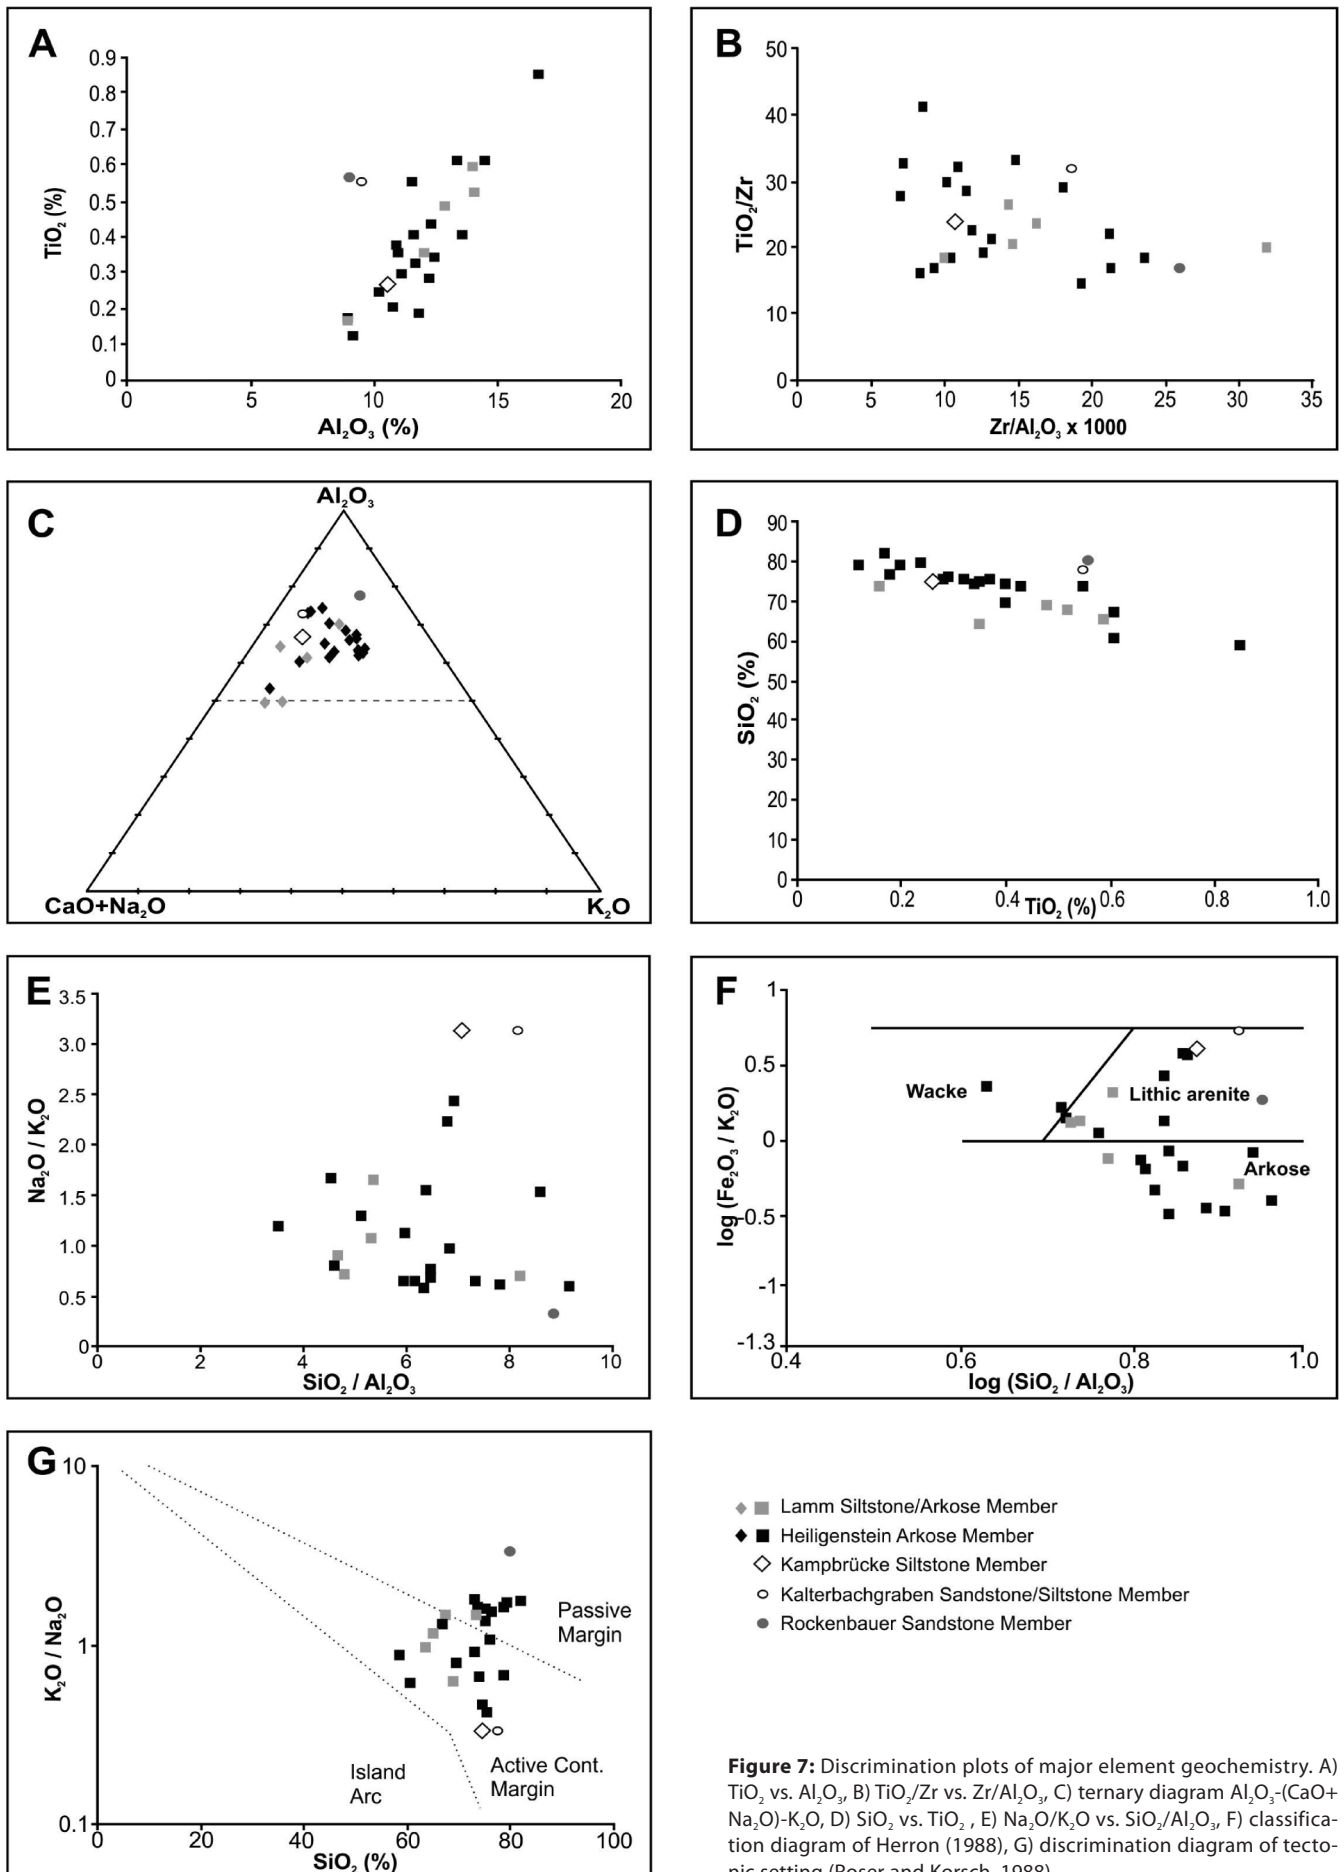 A
0.9
0.8
0.7
0.6
0.5
0.4
0.3
0.2
0.1
0
TiO₂ (%)
0 5 10 15 20
Al₂O₃ (%)
B
50
40
30
20
10
0
TiO₂/Zr
0 5 10 15 20 25 30 35
Zr/Al₂O₃ x 1000
C
Al₂O₃
CaO+Na₂O K₂O
D
90
80
70
60
50
40
30
20
10
0
SiO₂ (%)
0 0.2 0.4 0.6 0.8 1.0
TiO₂ (%)
E
3.5
3.0
2.5
2.0
1.5
1.0
0.5
0
Na₂O / K₂O
0 2 4 6 8 10
SiO₂ / Al₂O₃
F
1
0.5
0
-0.5
-1
-1.3
log (Fe₂O₃ / K₂O)
Wacke
Lithic arenite
Arkose
0.4 0.6 0.8 1.0
log (SiO₂ / Al₂O₃)
G
10
1
0.1
K₂O / Na₂O
Passive
Margin
Island
Arc
Active Cont.
Margin
0 20 40 60 80 100
SiO₂ (%)
Lamm Siltstone/Arkose Member
Heiligenstein Arkose Member
Kampbrücke Siltstone Member
Kalterbachgraben Sandstone/Siltstone Member
Rockenbauer Sandstone Member
Figure 7: Discrimination plots of major element geochemistry. A)
TiO₂ vs. Al₂O₃, B) TiO₂/Zr vs. Zr/Al₂O₃, C) ternary diagram Al₂O₃-(CaO+
Na₂O)-K₂O, D) SiO₂ vs. TiO₂ , E) Na₂O/K₂O vs. SiO₂/Al₂O₃, F) classifica-
tion diagram of Herron (1988), G) discrimination diagram of tecto-
nic setting (Roser and Korsch, 1988).